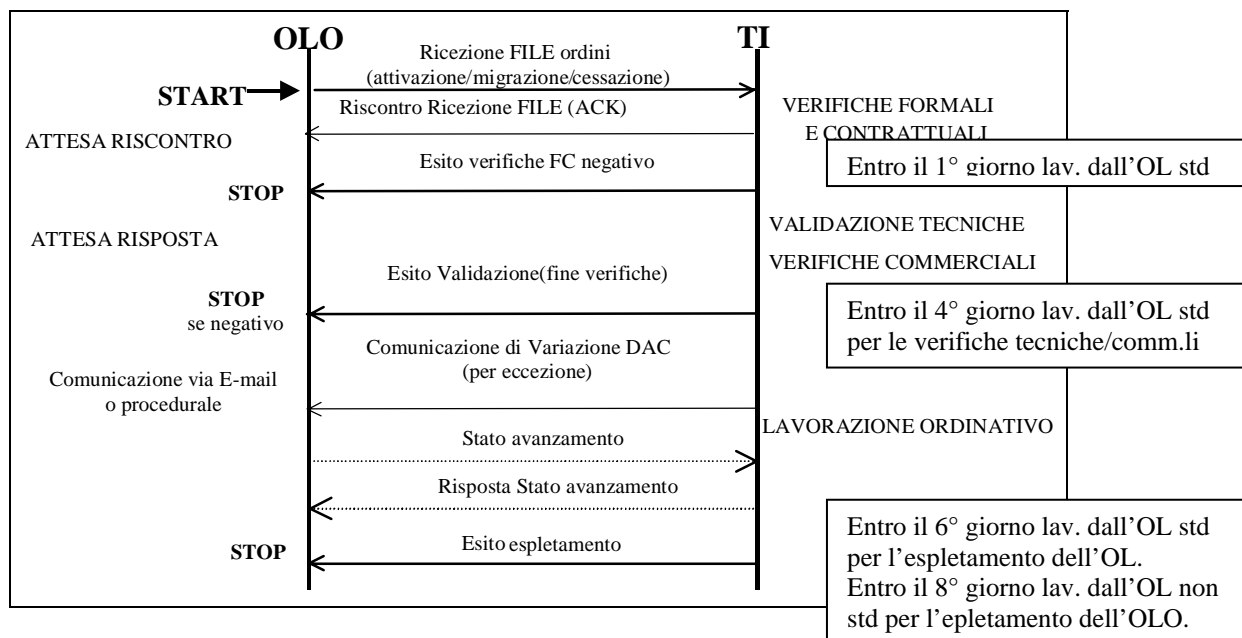 OLO
TI
Ricezione FILE ordini
(attivazione/migrazione/cessazione)
START
Riscontro Ricezione FILE (ACK)
VERIFICHE FORMALI
E CONTRATTUALI
ATTESA RISCONTRO
Esito verifiche FC negativo
Entro il 1° giorno lav. dall'OL std
STOP
VALIDAZIONE TECNICHE
ATTESA RISPOSTA
VERIFICHE COMMERCIALI
Esito Validazione(fine verifiche)
STOP
se negativo
Entro il 4° giorno lav. dall'OL std
per le verifiche tecniche/comm.li
Comunicazione di Variazione DAC
(per eccezione)
Comunicazione via E-mail
o procedurale
LAVORAZIONE ORDINATIVO
Stato avanzamento
Risposta Stato avanzamento
Esito espletamento
STOP
Entro il 6° giorno lav. dall'OL std
per l'espletamento dell'OL.
Entro il 8° giorno lav. dall'OL non
std per l'epletamento dell'OLO.